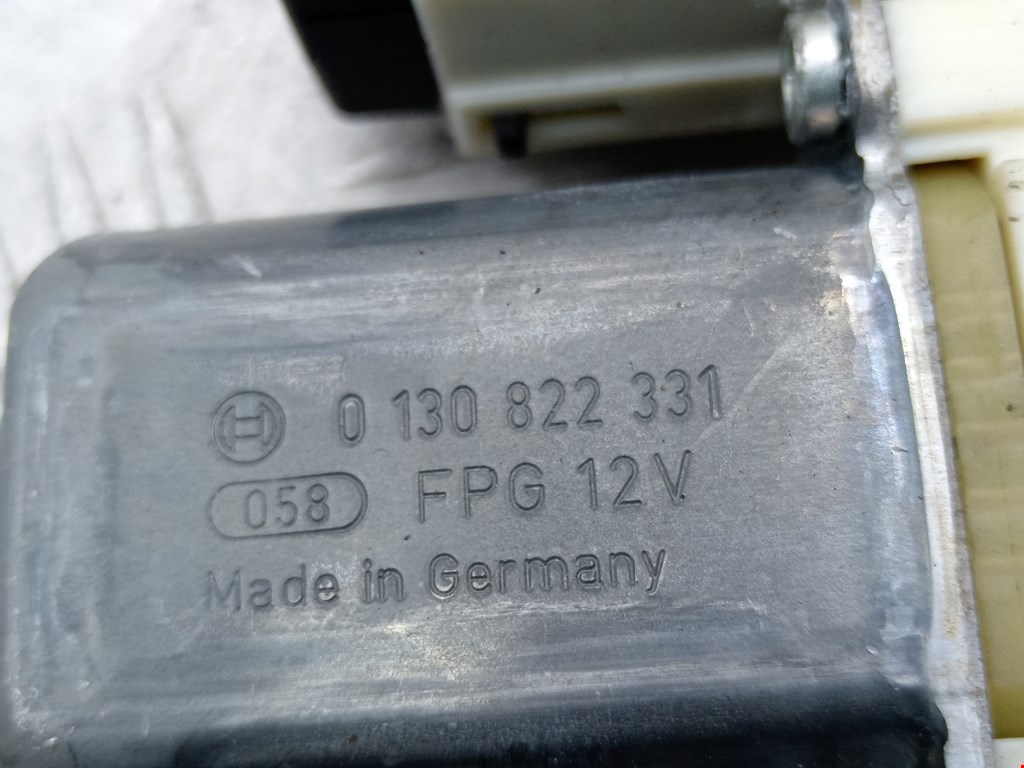 0 130 822 331
058 FPG 12V
Made in Germany